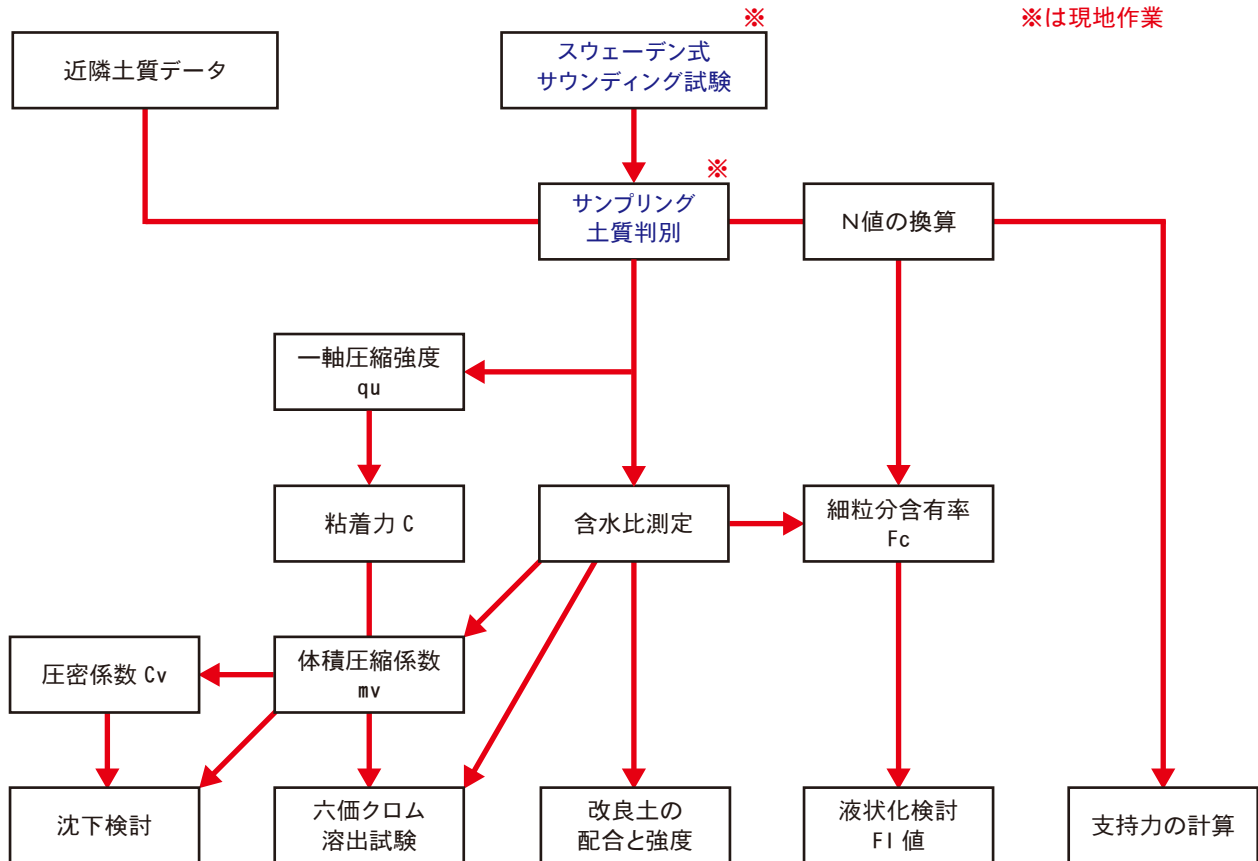 ※
※は現地作業
近隣土質データ
スウェーデン式
サウンディング試験
※
サンプリング
土質判別
N値の換算
一軸圧縮強度
qu
粘着力 C
含水比測定
細粒分含有率
Fc
圧密係数 Cv
体積圧縮係数
mv
沈下検討
六価クロム
溶出試験
改良土の
配合と強度
液状化検討
Fl 値
支持力の計算